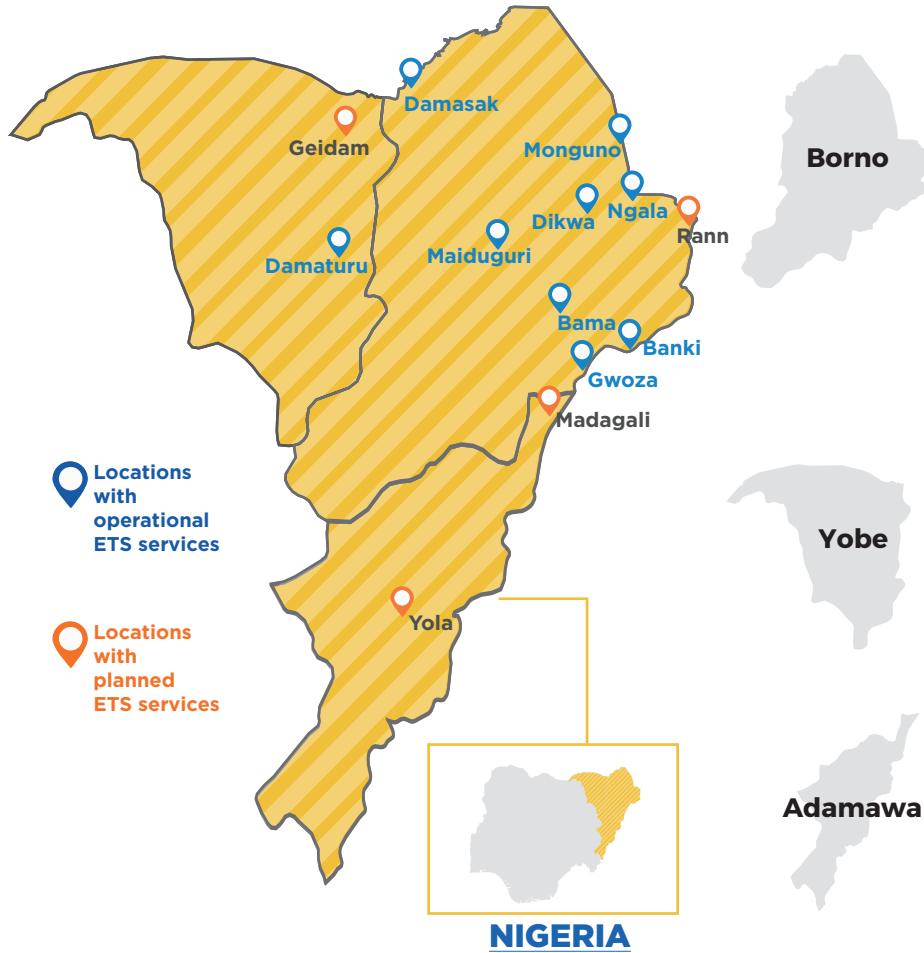 Damasak
Geidam
Monguno
Borno
Ngala
Dikwa
Rann
Damaturu
Maiduguri
Bama
Banki
Gwoza
Madagali
Locations
with
operational
ETS services
Yobe
Yola
Locations
with
planned
ETS services
Adamawa
NIGERIA